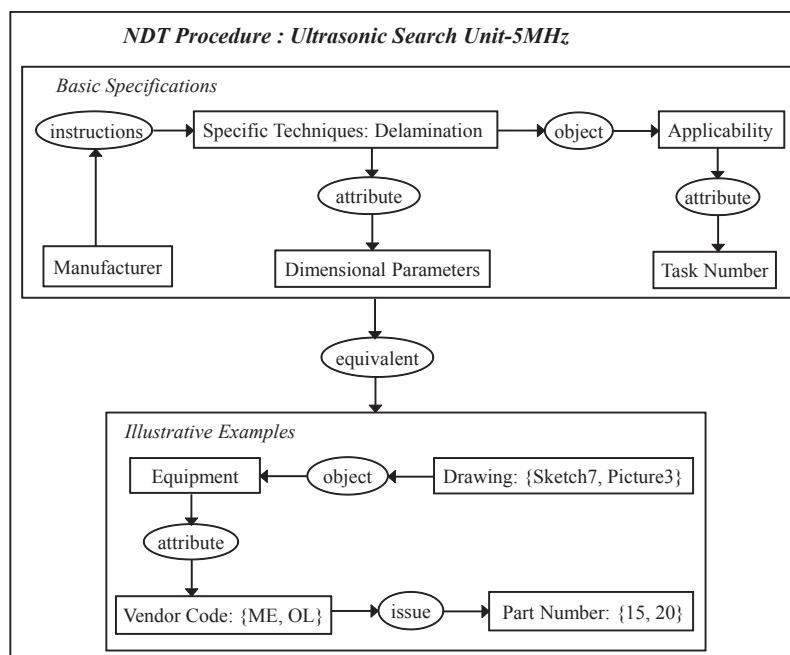 NDT Procedure : Ultrasonic Search Unit-5MHz
Basic Specifications
instructions
Specific Techniques: Delamination
object
Applicability
attribute
attribute
Manufacturer
Dimensional Parameters
Task Number
equivalent
Illustrative Examples
Equipment
object
Drawing: {Sketch7, Picture3}
attribute
Vendor Code: {ME, OL}
issue
Part Number: {15, 20}